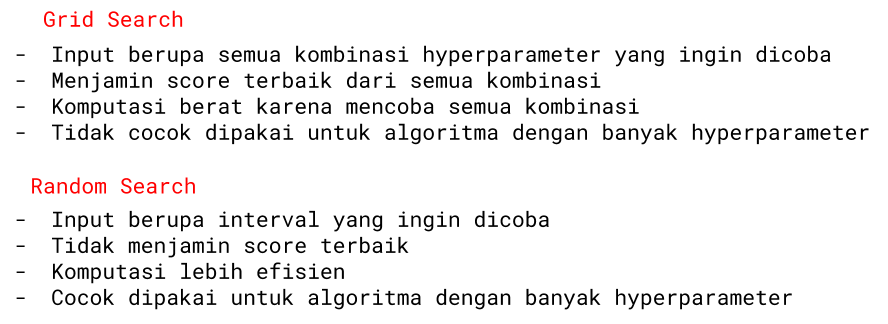 Grid Search
- Input berupa semua kombinasi hyperparameter yang ingin dicoba
- Menjamin score terbaik dari semua kombinasi
- Komputasi berat karena mencoba semua kombinasi
- Tidak cocok dipakai untuk algoritma dengan banyak hyperparameter
Random Search
- Input berupa interval yang ingin dicoba
- Tidak menjamin score terbaik
- Komputasi lebih efisien
- Cocok dipakai untuk algoritma dengan banyak hyperparameter